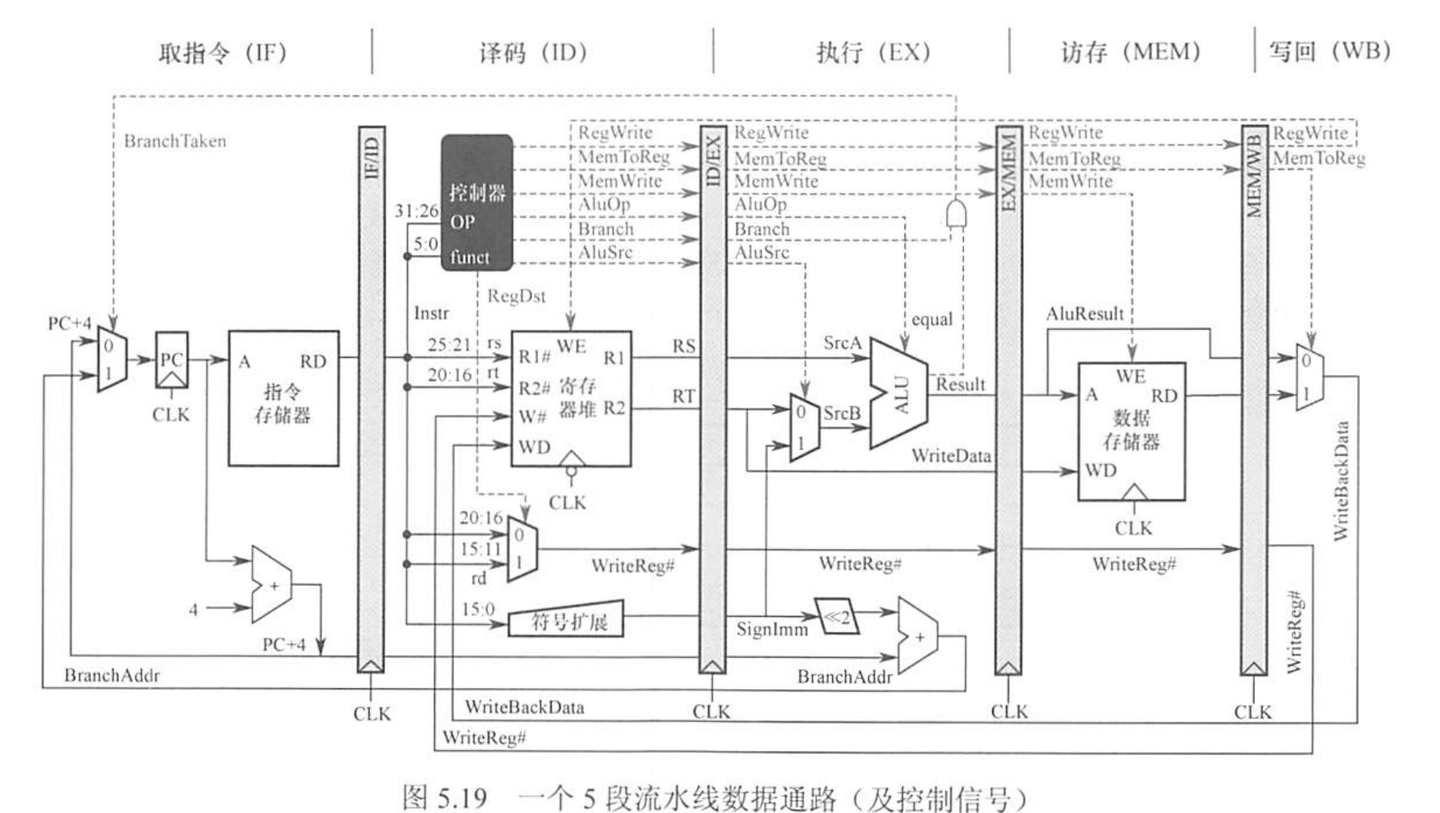 取指令（IF）
译码（ID）
执行（EX）
访存（MEM）
写回（WB）
BranchTaken
IF/ID
控制器
31:26
OP
5:0
funct
RegWrite
MemToReg
MemWrite
AluOp
Branch
AluSrc
RegDst
ID/EX
RegWrite
MemToReg
MemWrite
AluOp
Branch
AluSrc
EX/MEM
RegWrite
MemToReg
MemWrite
MEM/WB
RegWrite
MemToReg
PC+4
0
1
PC
CLK
A
RD
指令
存储器
Instr
25:21
rs
20:16
rt
R1#
WE
R1
R2#
寄存
器堆
R2
W#
WD
CLK
RS
RT
SrcA
0
1
SrcB
ALU
equal
Result
WriteData
AluResult
WE
A
RD
数据
存储器
WD
CLK
0
1
WriteBackData
20:16
0
15:11
1
rd
WriteReg#
WriteReg#
WriteReg#
WriteReg#
4
+
PC+4
15:0
符号扩展
SignImm
≪2
+
BranchAddr
BranchAddr
CLK
WriteBackData
CLK
CLK
CLK
WriteReg#
图 5.19 一个 5 段流水线数据通路（及控制信号）